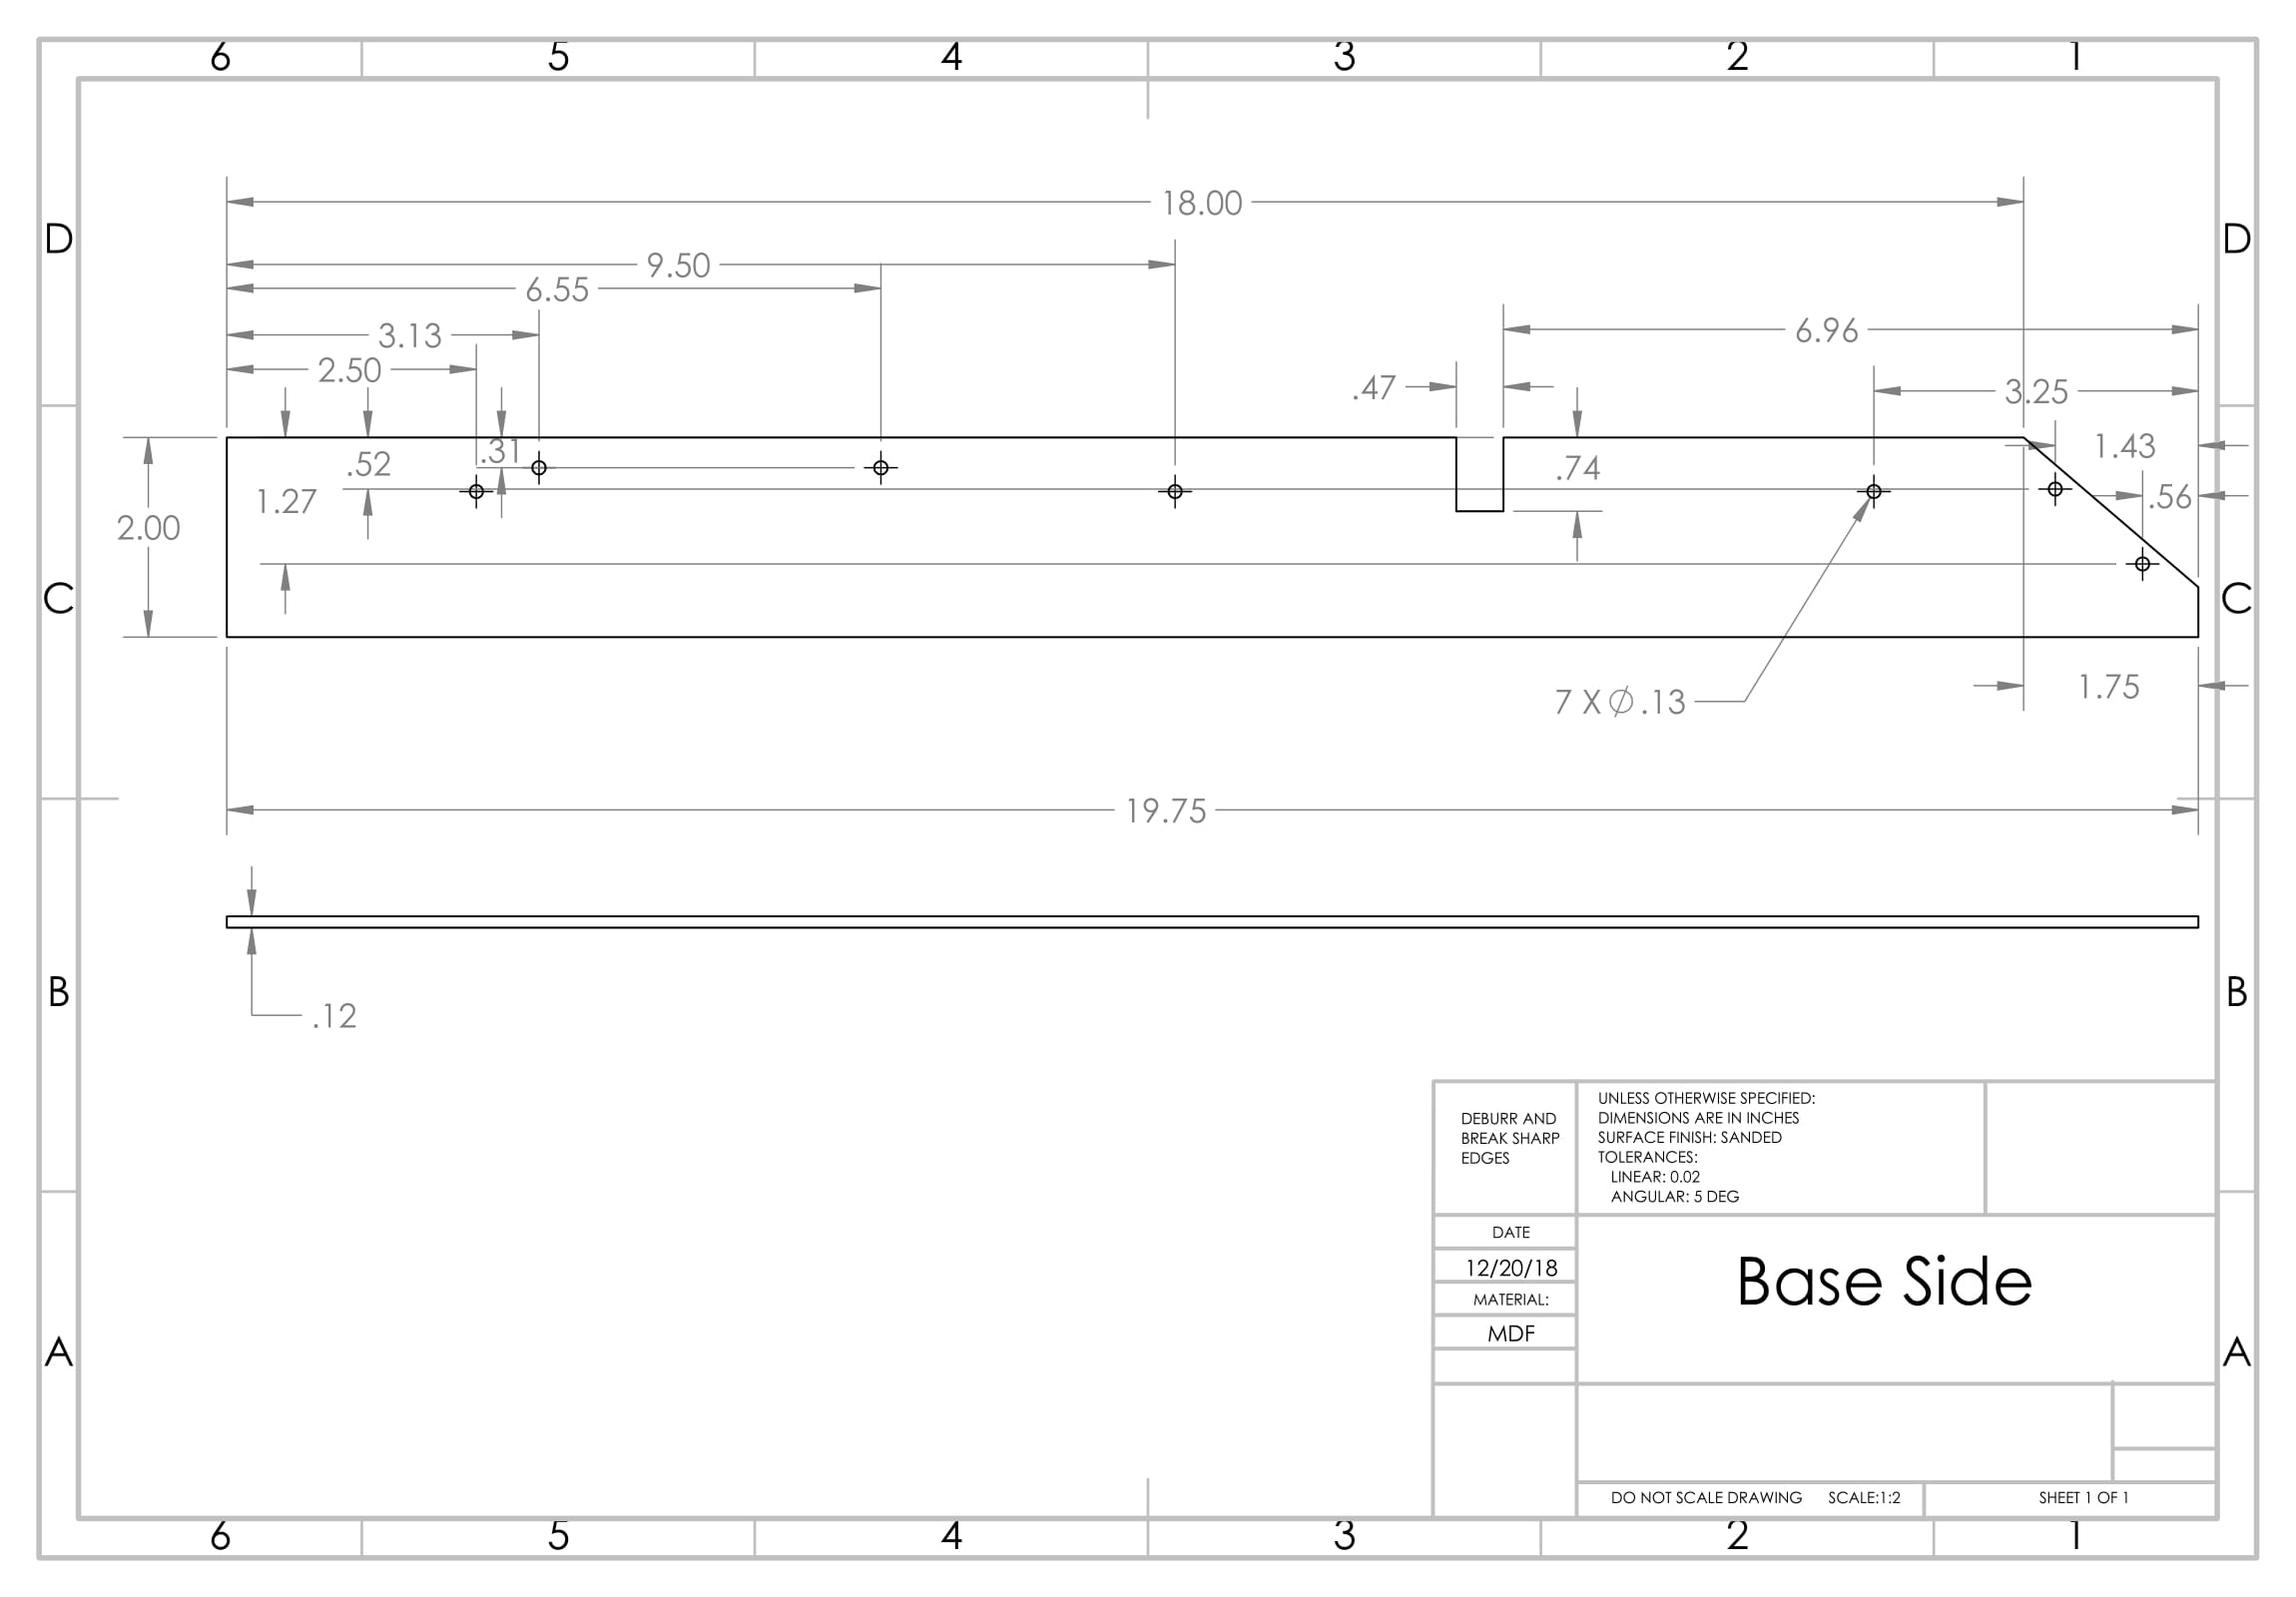 6 5 4 3 2 1
D D
18.00
9.50
6.55
3.13
6.96
2.50
.47
3.25
.31
1.43
.52
.74
1.27
.56
2.00
C C
7 X ∅ .13
1.75
19.75
B B
.12
DEBURR AND
BREAK SHARP
EDGES
UNLESS OTHERWISE SPECIFIED:
DIMENSIONS ARE IN INCHES
SURFACE FINISH: SANDED
TOLERANCES:
LINEAR: 0.02
ANGULAR: 5 DEG
DATE
12/20/18
MATERIAL:
MDF
Base Side
A A
DO NOT SCALE DRAWING SCALE:1:2 SHEET 1 OF 1
6 5 4 3 2 1